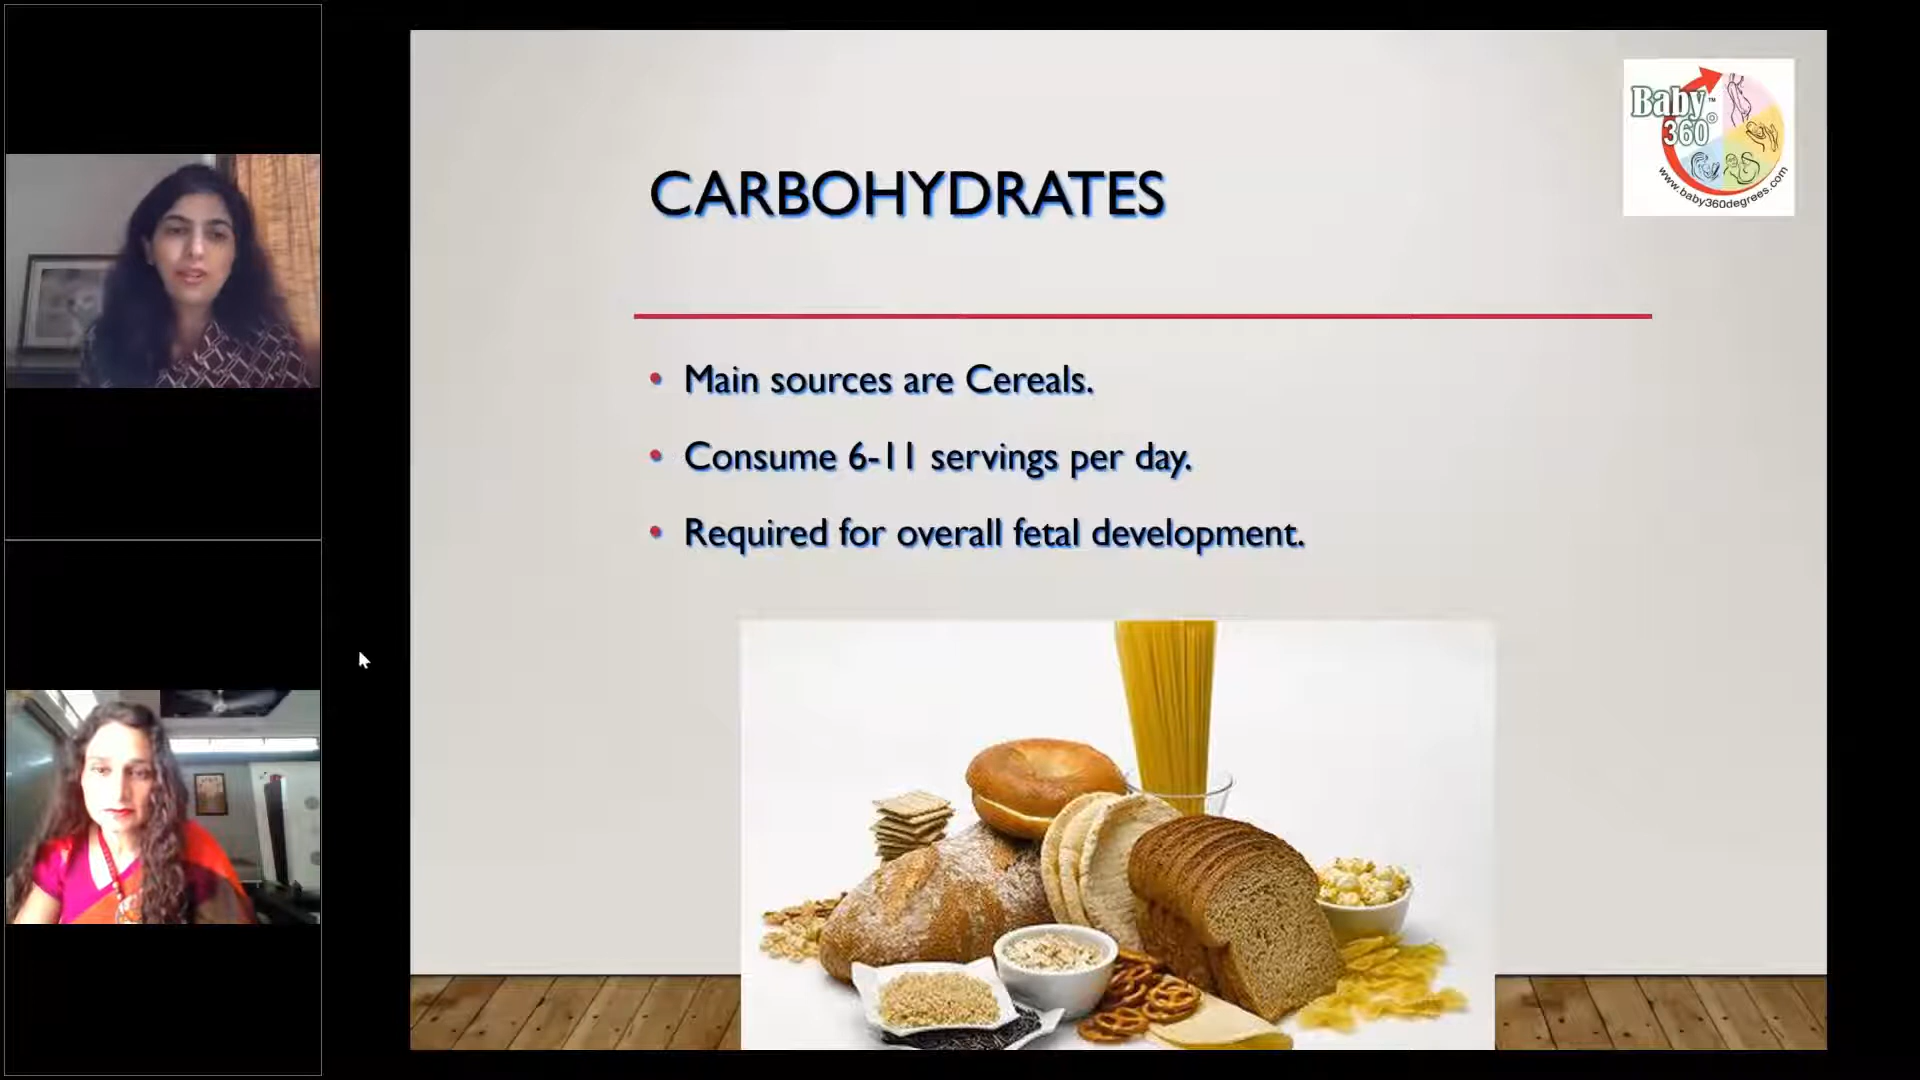 Baby™
360°
www.baby360degrees.com
CARBOHYDRATES
• Main sources are Cereals.
• Consume 6-11 servings per day.
• Required for overall fetal development.